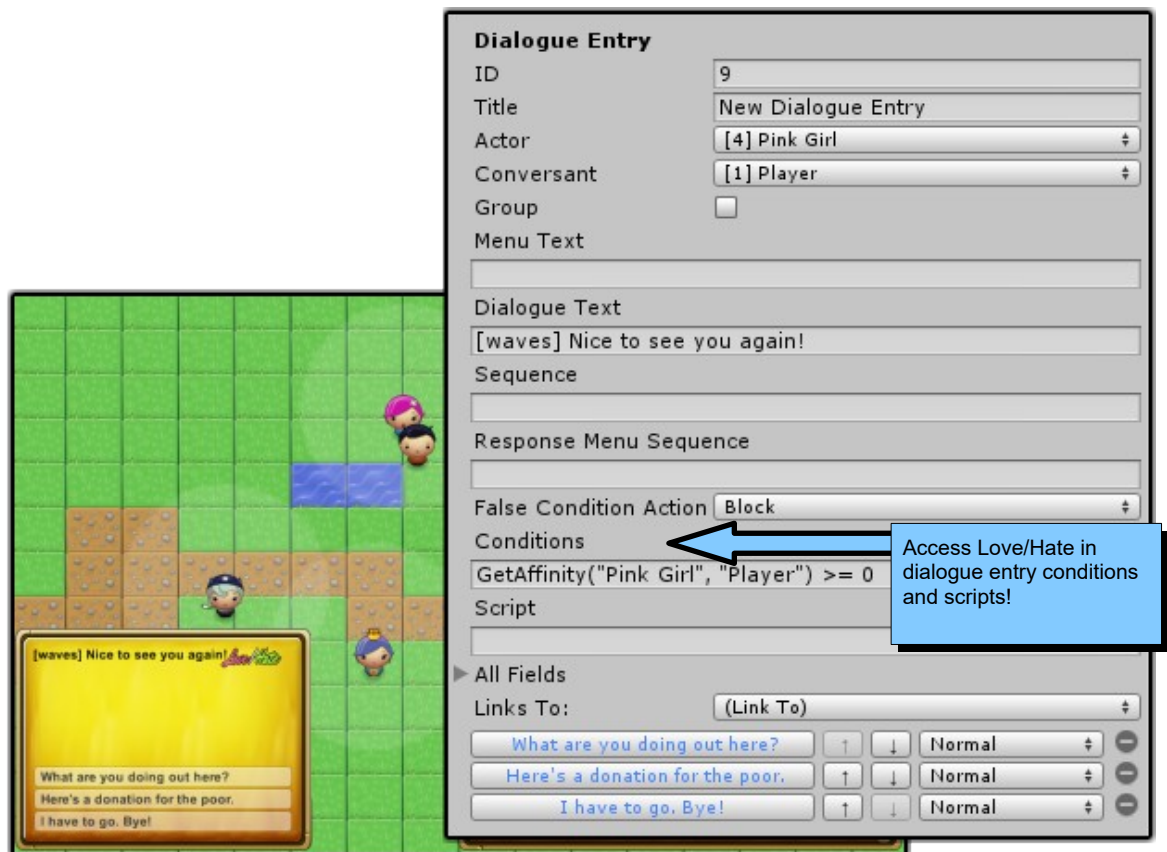 Dialogue Entry
ID 9
Title New Dialogue Entry
Actor [4] Pink Girl
Conversant [1] Player
Group
Menu Text
Dialogue Text
[waves] Nice to see you again!
Sequence
Response Menu Sequence
False Condition Action Block
Conditions
GetAffinity("Pink Girl", "Player") >= 0
Script
All Fields
Links To: (Link To)
What are you doing out here? ↑ ↓ Normal
Here's a donation for the poor. ↑ ↓ Normal
I have to go. Bye! ↑ ↓ Normal
Access Love/Hate in
dialogue entry conditions
and scripts!
[waves] Nice to see you again!
What are you doing out here?
Here's a donation for the poor.
I have to go. Bye!